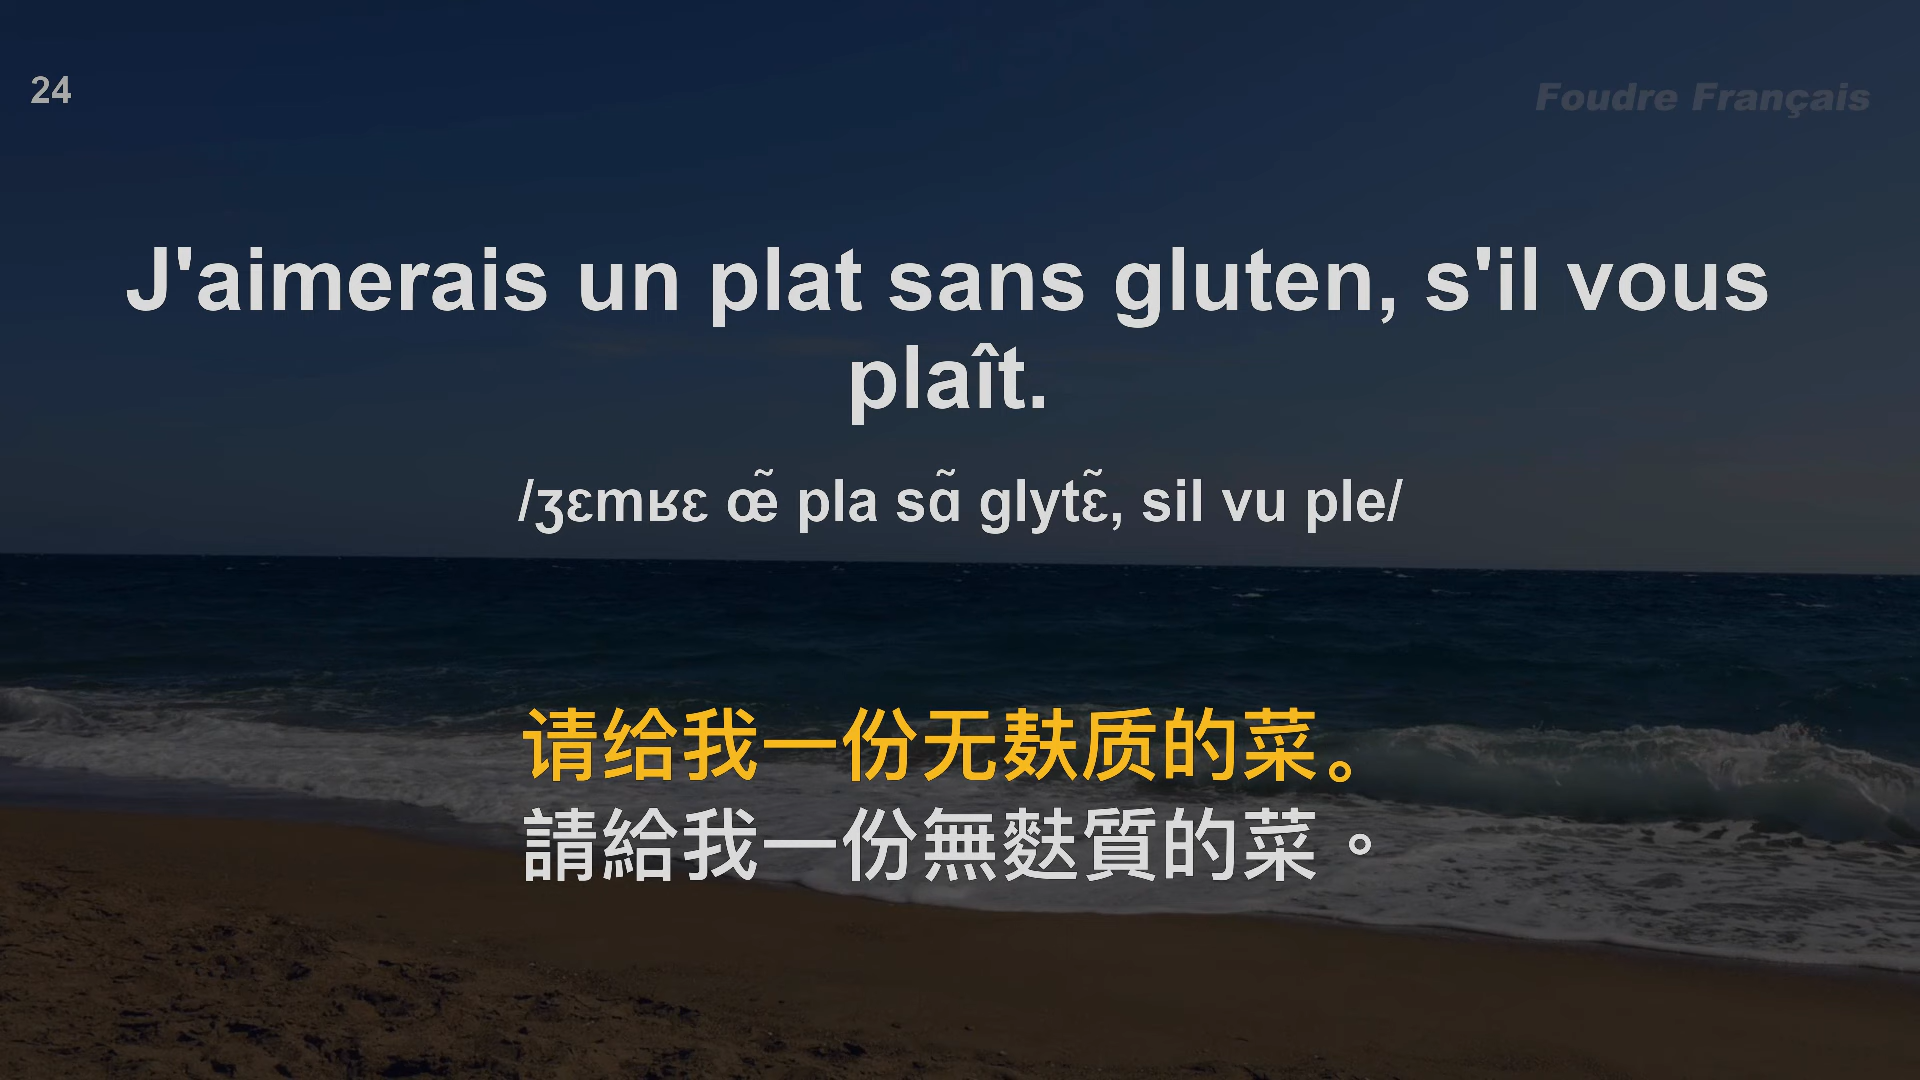 24
Foudre Français
J'aimerais un plat sans gluten, s'il vous
plaît.
/ʒɛmʁɛ œ̃ pla sɑ̃ glytɛ̃, sil vu ple/
请给我一份无麸质的菜。
請給我一份無麩質的菜。